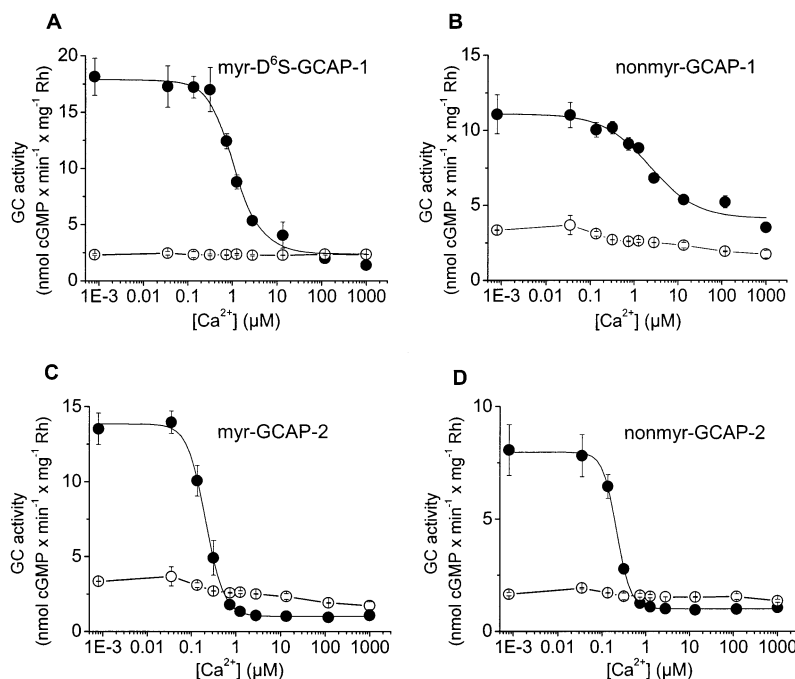 A
myr-D⁶S-GCAP-1
GC activity
(nmol cGMP x min⁻¹ x mg⁻¹ Rh)
20
15
10
5
0
1E-3 0.01 0.1 1 10 100 1000
[Ca²⁺] (µM)
B
nonmyr-GCAP-1
GC activity
(nmol cGMP x min⁻¹ x mg⁻¹ Rh)
15
10
5
0
1E-3 0.01 0.1 1 10 100 1000
[Ca²⁺] (µM)
C
myr-GCAP-2
GC activity
(nmol cGMP x min⁻¹ x mg⁻¹ Rh)
15
10
5
0
1E-3 0.01 0.1 1 10 100 1000
[Ca²⁺] (µM)
D
nonmyr-GCAP-2
GC activity
(nmol cGMP x min⁻¹ x mg⁻¹ Rh)
10
5
0
1E-3 0.01 0.1 1 10 100 1000
[Ca²⁺] (µM)